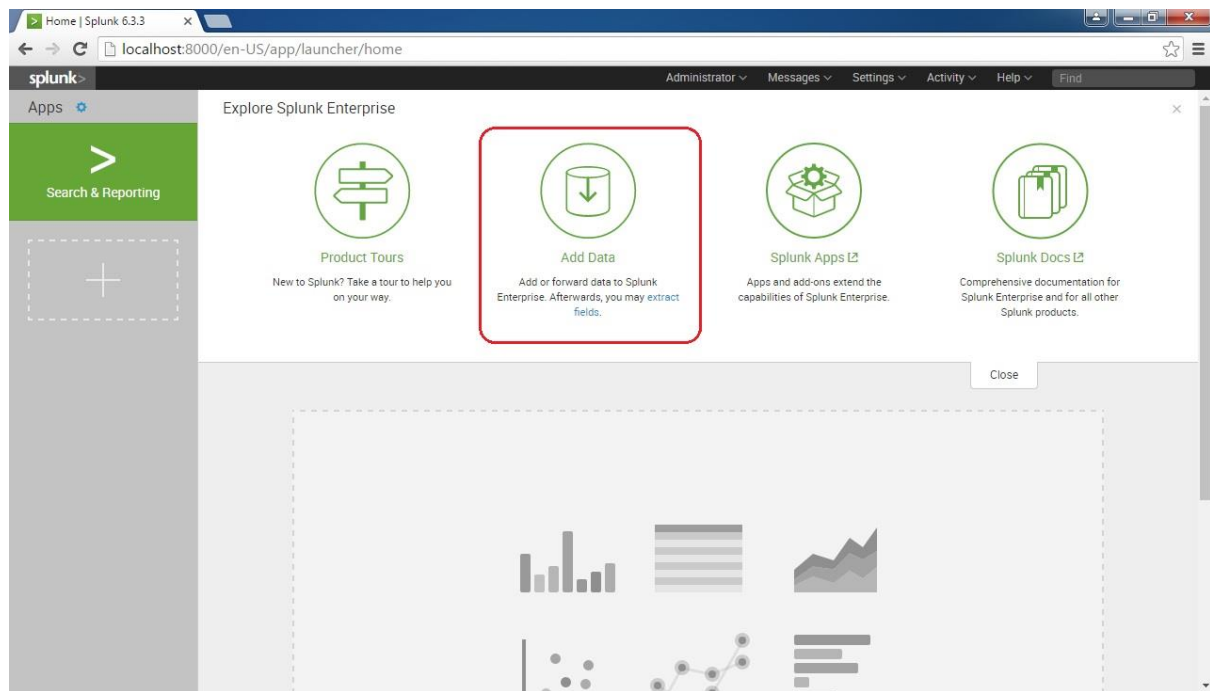 Home | Splunk 6.3.3
localhost:8000/en-US/app/launcher/home
splunk>
Administrator
Messages
Settings
Activity
Help
Find
Apps
Explore Splunk Enterprise
Search & Reporting
Product Tours
New to Splunk? Take a tour to help you
on your way.
Add Data
Add or forward data to Splunk
Enterprise. Afterwards, you may extract
fields.
Splunk Apps
Apps and add-ons extend the
capabilities of Splunk Enterprise.
Splunk Docs
Comprehensive documentation for
Splunk Enterprise and for all other
Splunk products.
Close